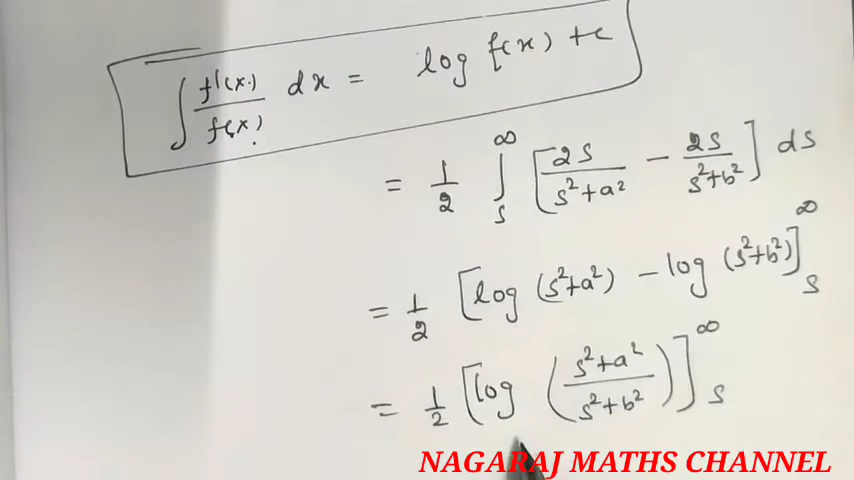 ∫ f'(x) / f(x) dx = log f(x) + c
= 1/2 ∫_s^∞ [ 2s / (s² + a²) − 2s / (s² + b²) ] ds
= 1/2 [ log (s² + a²) − log (s² + b²) ]_s^∞
= 1/2 [ log ( (s² + a²) / (s² + b²) ) ]_s^∞
NAGARAJ MATHS CHANNEL